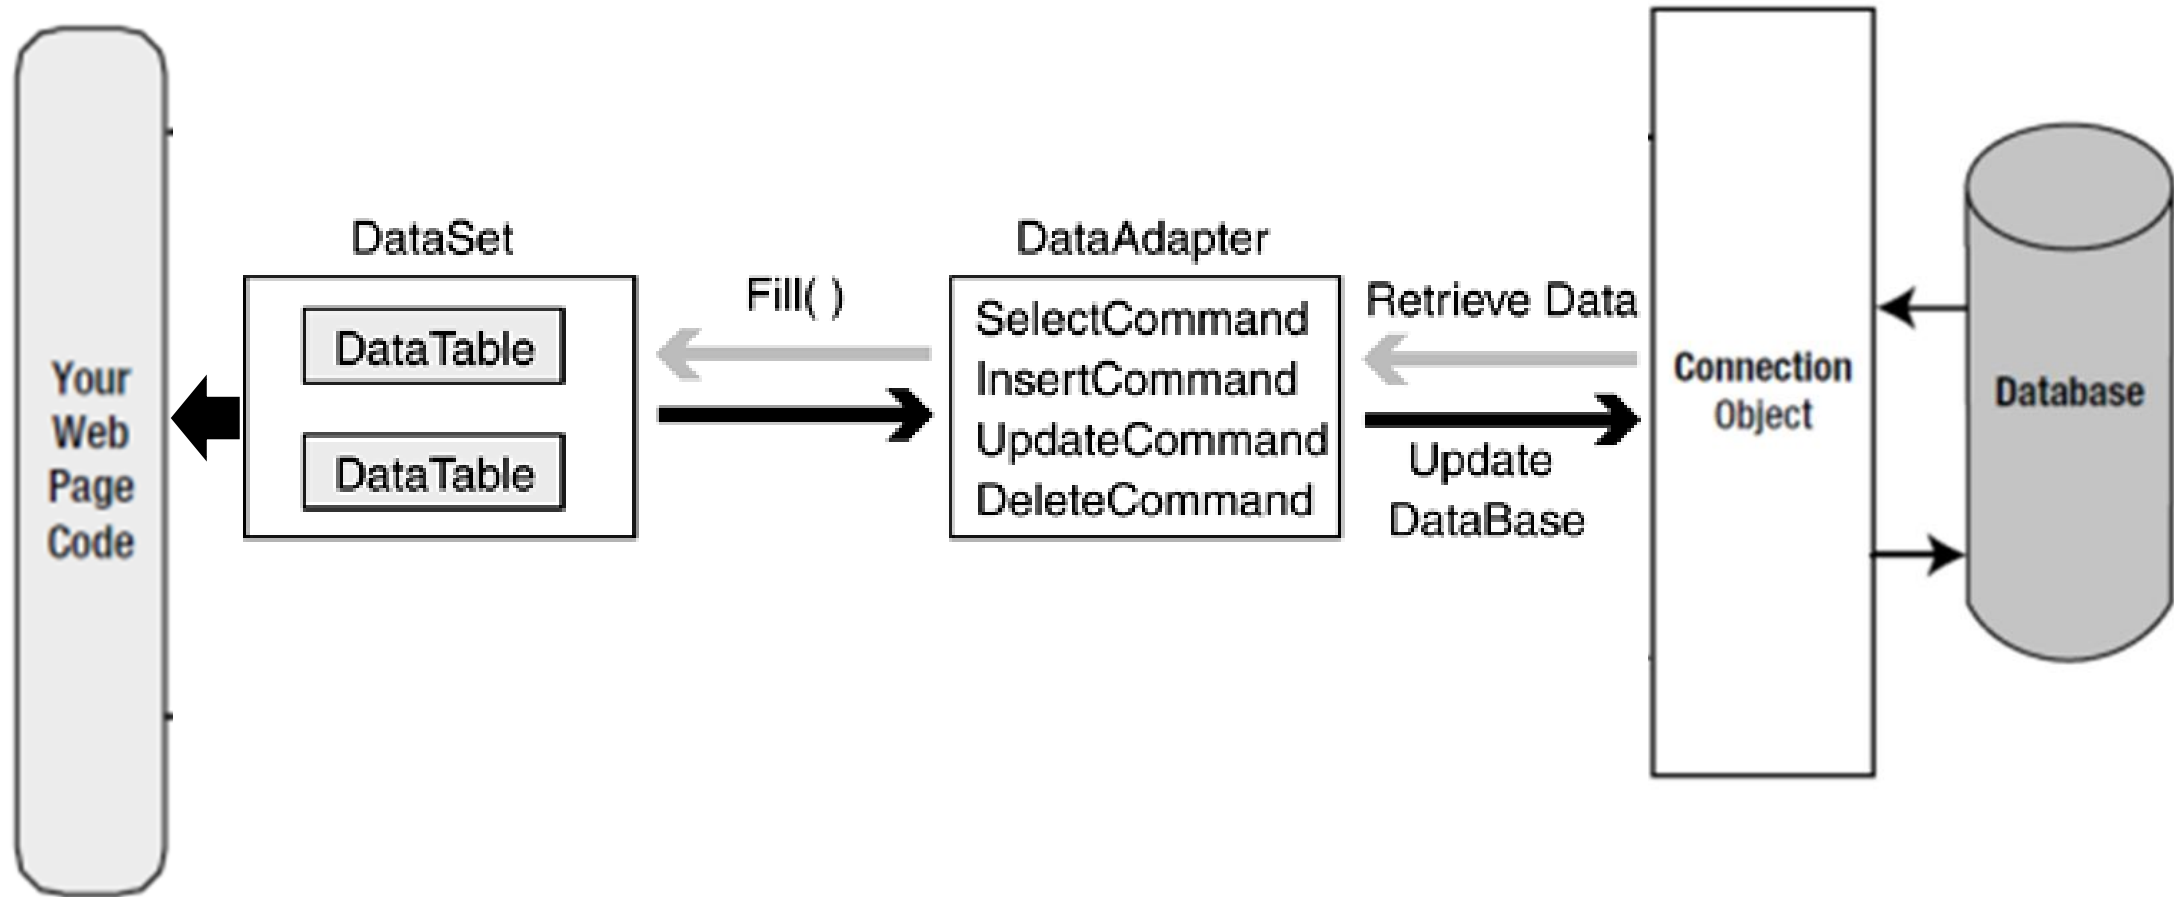 Your
Web
Page
Code
DataSet
DataTable
DataTable
Fill( )
DataAdapter
SelectCommand
InsertCommand
UpdateCommand
DeleteCommand
Retrieve Data
Update
DataBase
Connection
Object
Database